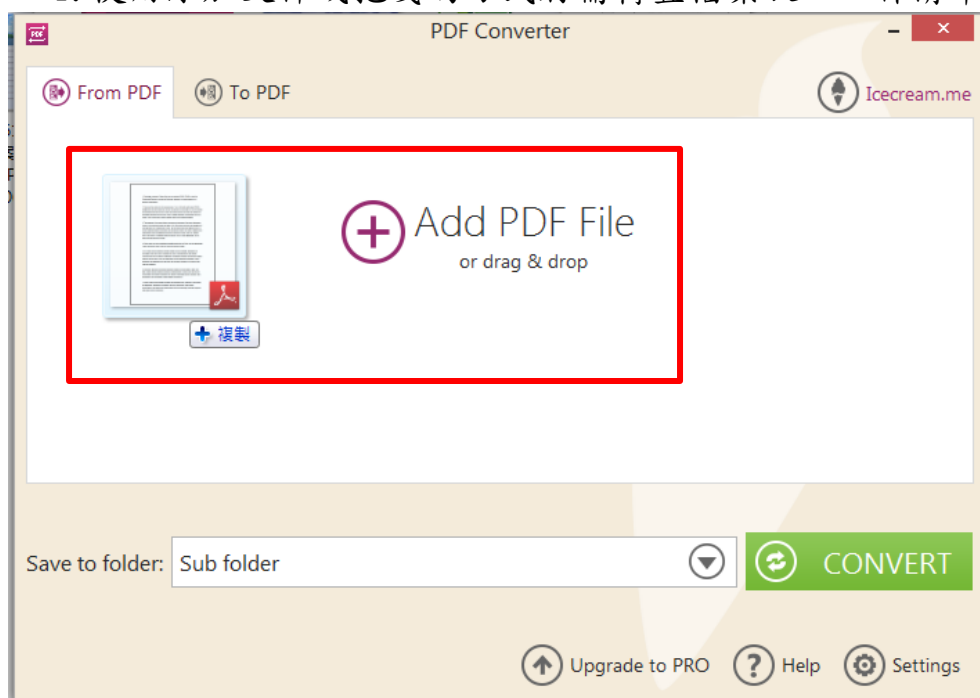 PDF Converter
From PDF
To PDF
Icecream.me
Add PDF File
or drag & drop
複製
Save to folder:
Sub folder
CONVERT
Upgrade to PRO
Help
Settings